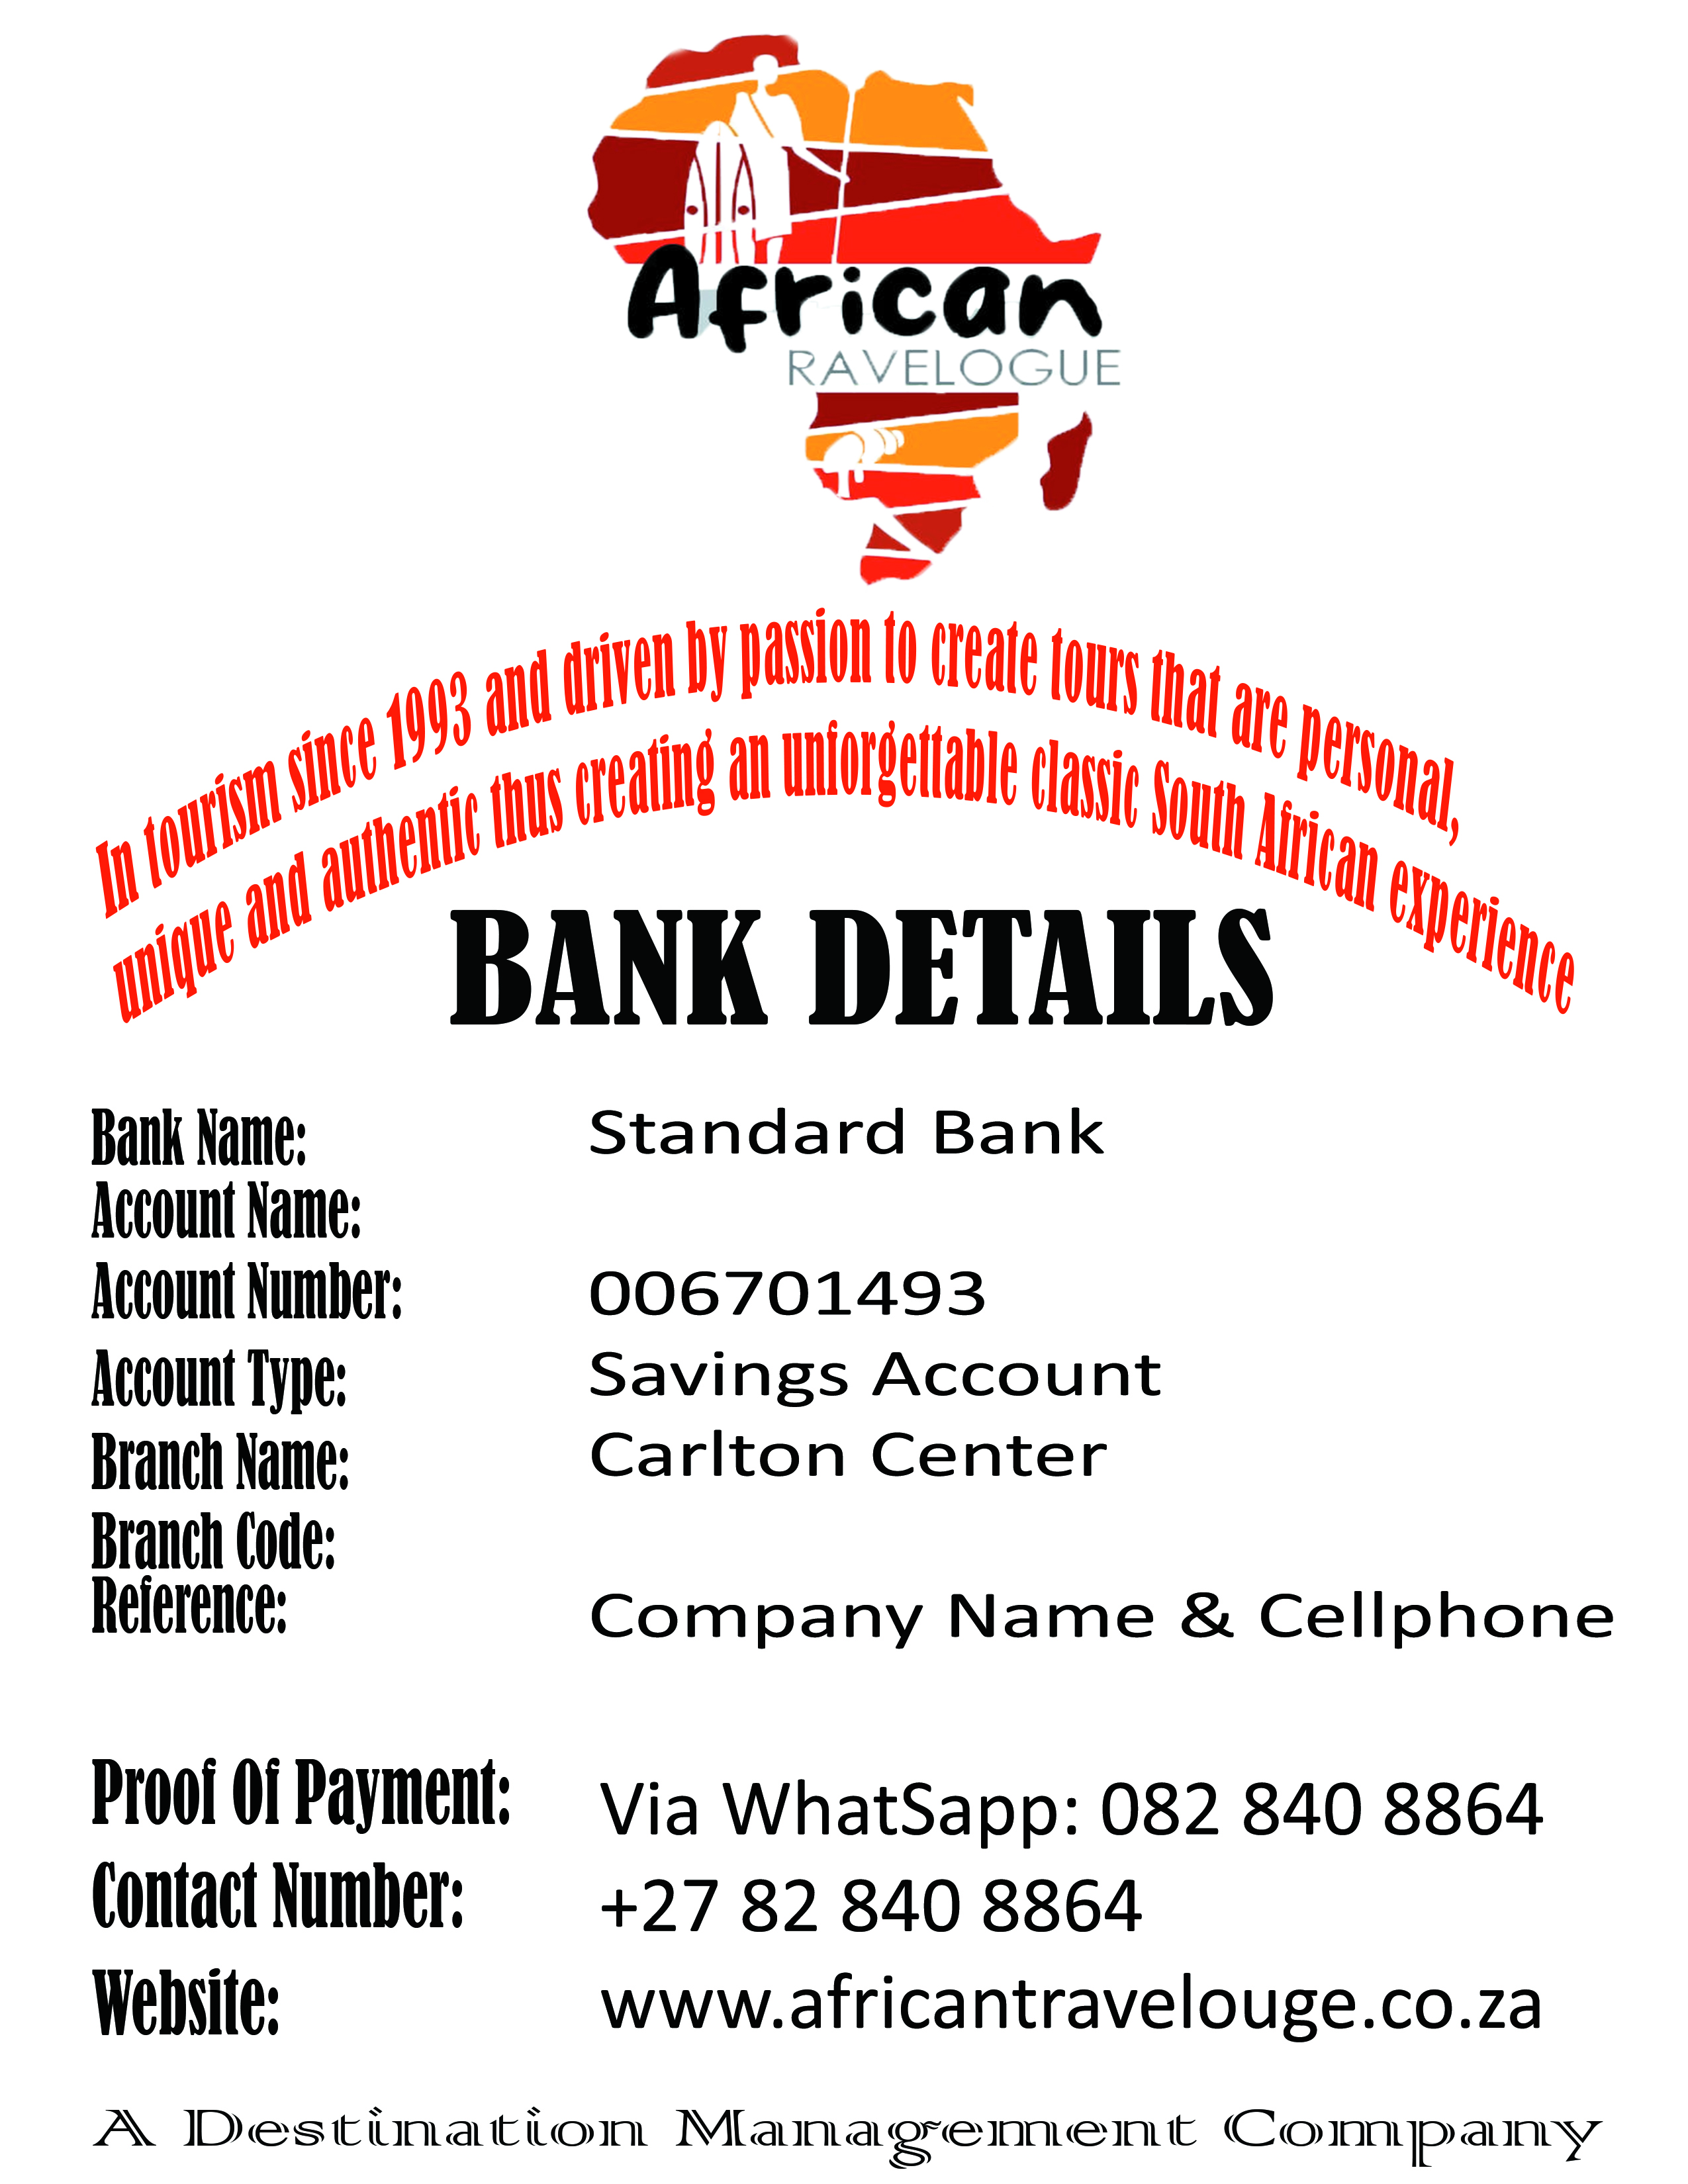 African
RAVELOGUE
In tourism since 1993 and driven by passion to create tours that are personal,
unique and authentic thus creating an unforgettable classic South African experience
BANK DETAILS
Bank Name: Standard Bank
Account Name:
Account Number: 006701493
Account Type: Savings Account
Branch Name: Carlton Center
Branch Code:
Reference: Company Name & Cellphone
Proof Of Payment: Via WhatSapp: 082 840 8864
Contact Number: +27 82 840 8864
Website: www.africantravelouge.co.za
A Destination Management Company